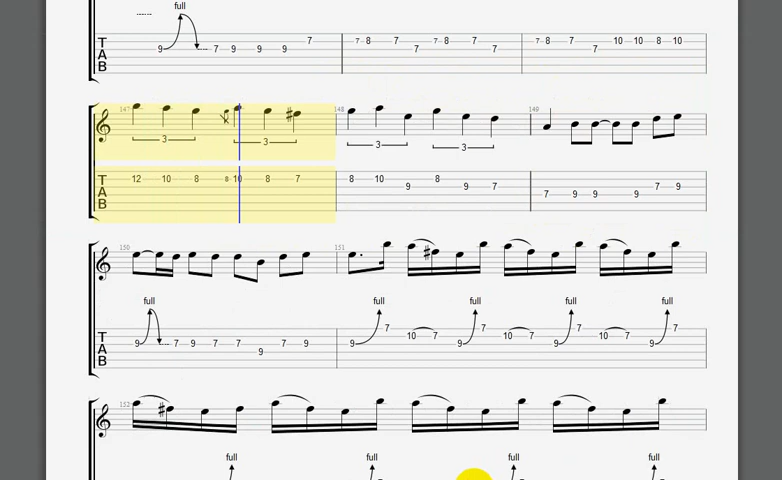 full
9 7 9 9 9 7 7 8 7 7 7 8 7 7 7 8 7 7 10 10 8 10
147 148 149
3 3 3 3
12 10 8 8 10 8 7 8 10 9 8 9 7 7 9 9 9 7 9
150 151
full full full full full
9 7 9 7 9 7 9 9 7 10 7 9 7 10 7 9 7 10 7 9 7
152
full full full full